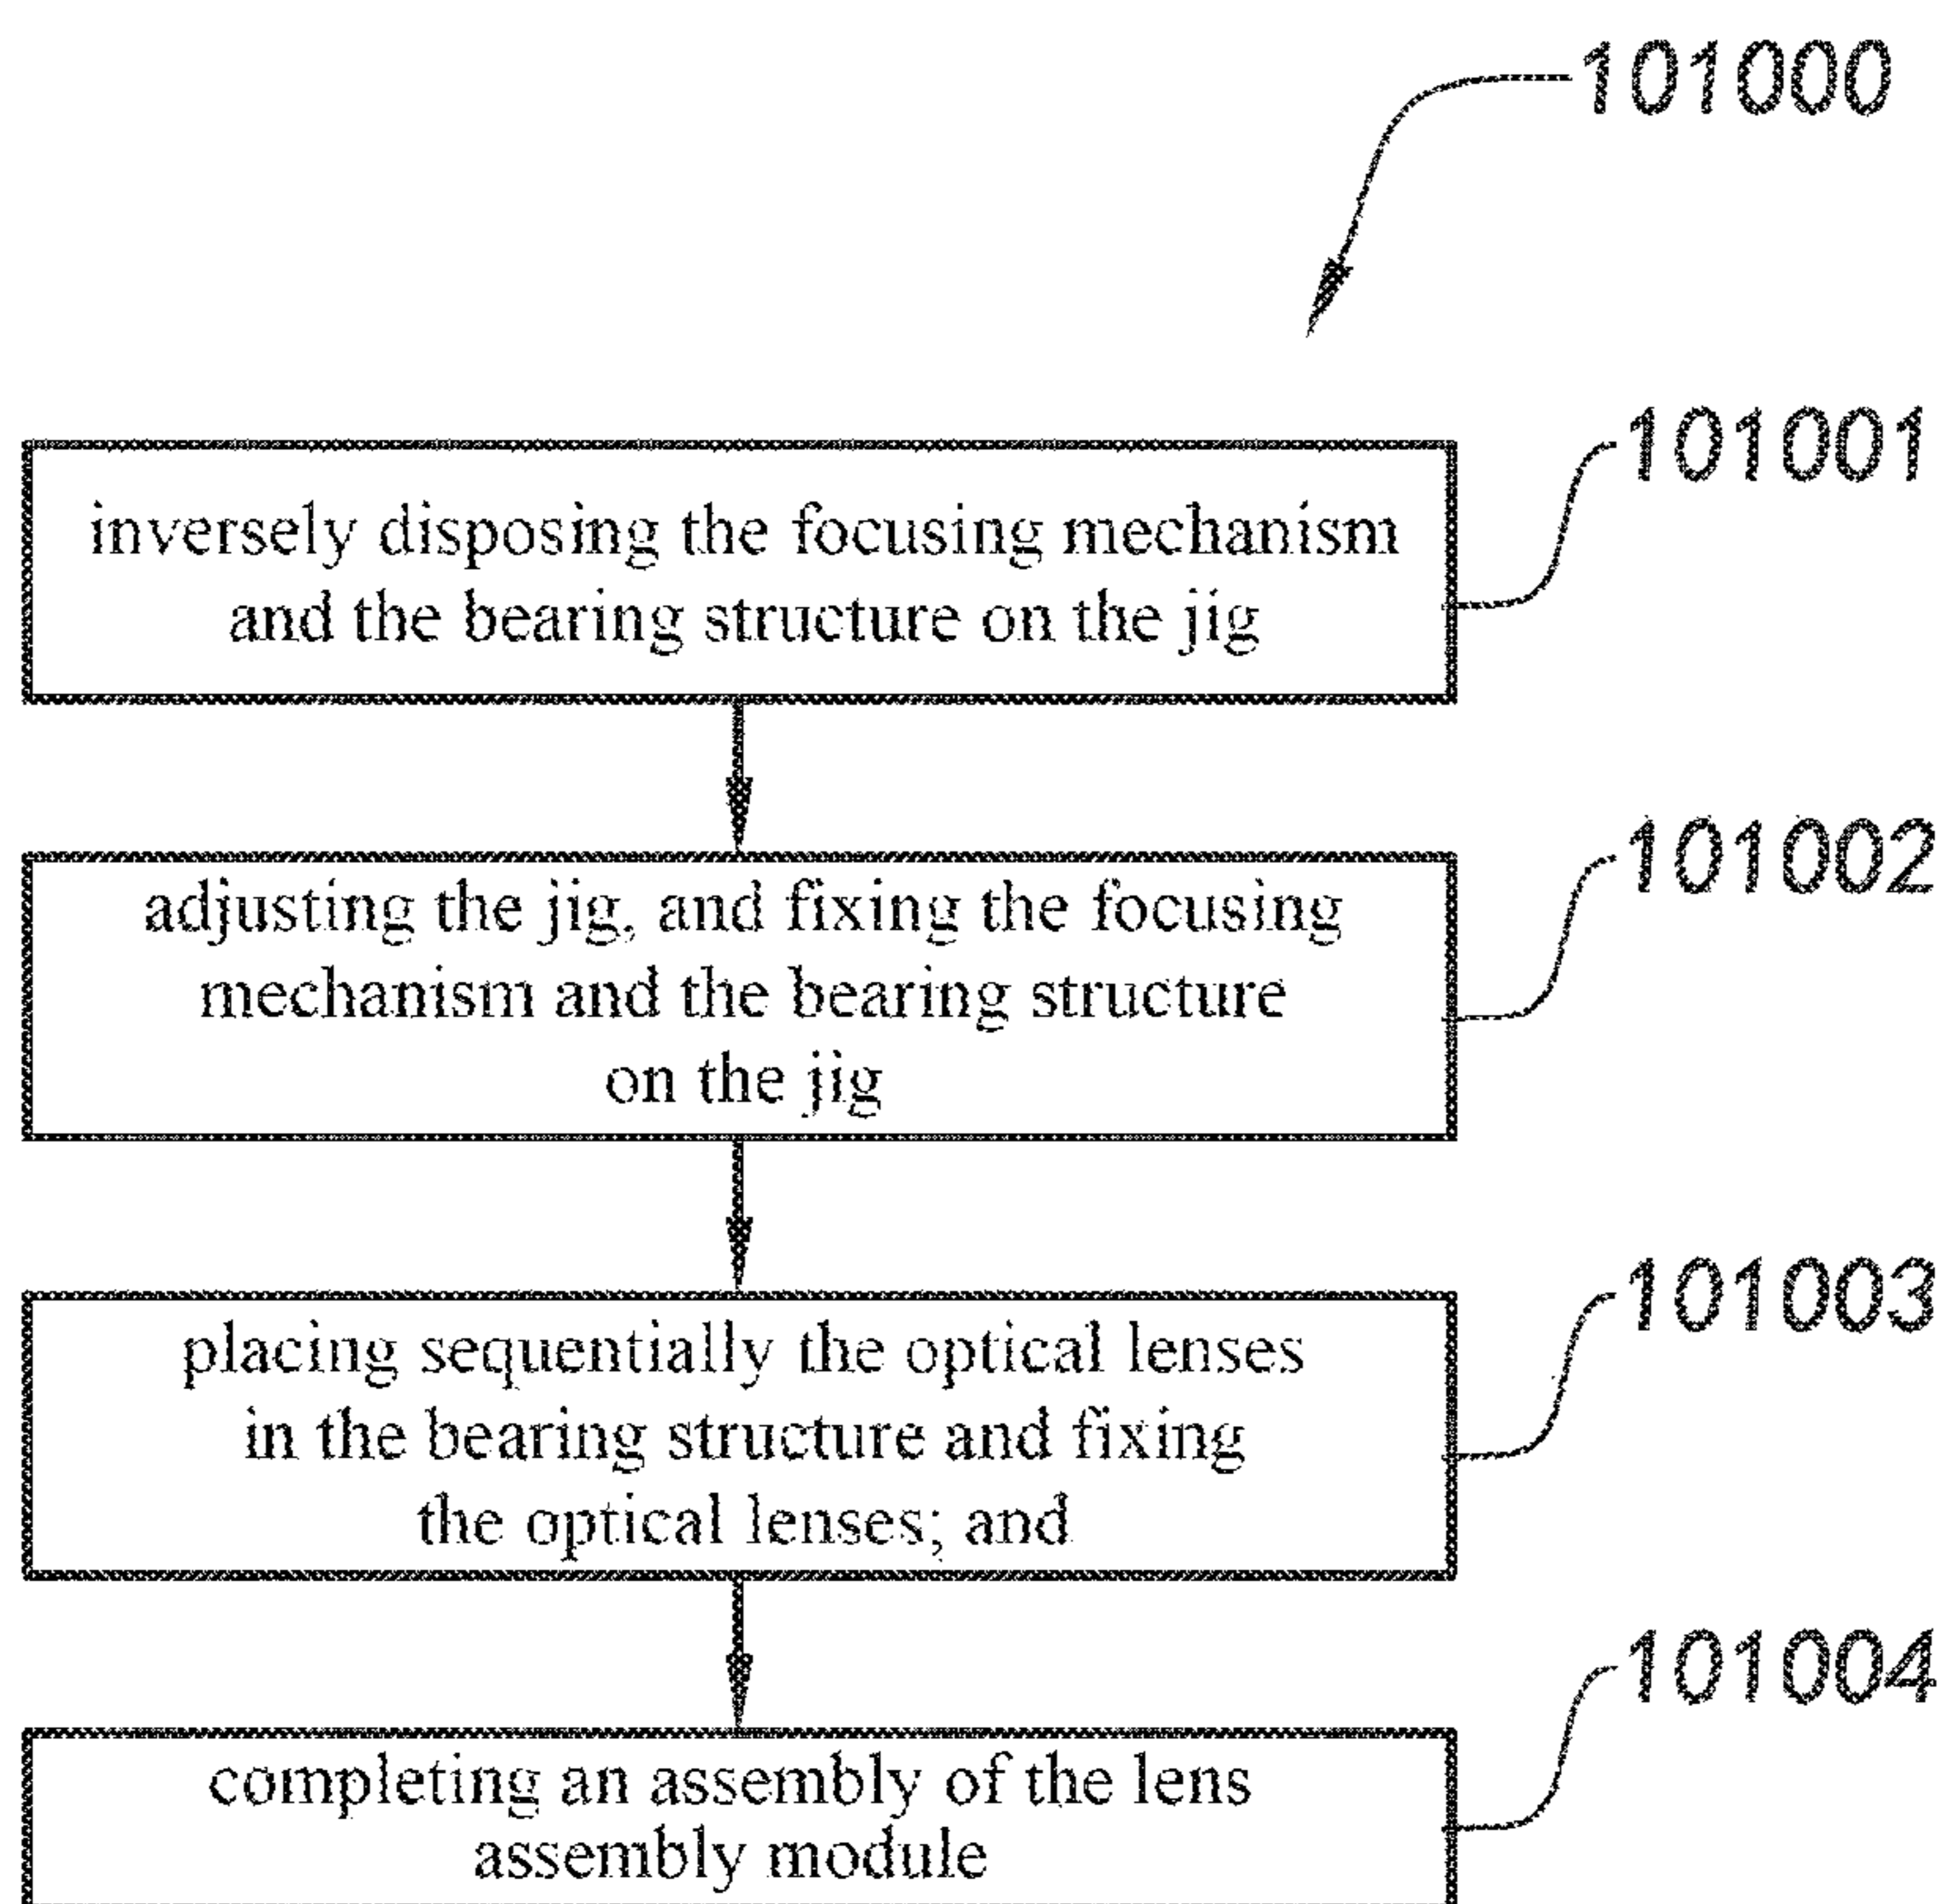 101000
101001
inversely disposing the focusing mechanism
and the bearing structure on the jig
101002
adjusting the jig, and fixing the focusing
mechanism and the bearing structure
on the jig
101003
placing sequentially the optical lenses
in the bearing structure and fixing
the optical lenses; and
101004
completing an assembly of the lens
assembly module